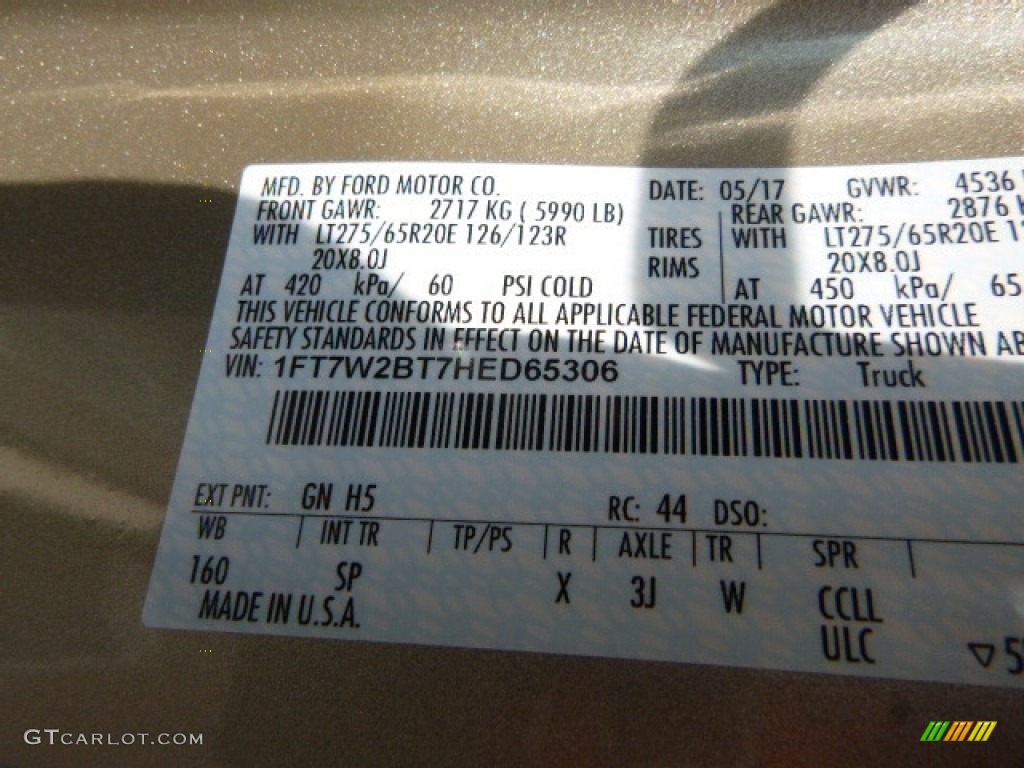 MFD. BY FORD MOTOR CO. DATE: 05/17 GVWR: 4536
FRONT GAWR: 2717 KG ( 5990 LB) REAR GAWR: 2876
WITH LT275/65R20E 126/123R TIRES WITH LT275/65R20E
20X8.0J RIMS 20X8.0J
AT 420 kPa/ 60 PSI COLD AT 450 kPa/ 65
THIS VEHICLE CONFORMS TO ALL APPLICABLE FEDERAL MOTOR VEHICLE
SAFETY STANDARDS IN EFFECT ON THE DATE OF MANUFACTURE SHOWN AB
VIN: 1FT7W2BT7HED65306 TYPE: Truck
EXT PNT: GN H5 RC: 44 DSO:
WB INT TR TP/PS R AXLE TR SPR
160 SP X 3J W CCLL
MADE IN U.S.A. ULC
GTCARLOT.COM